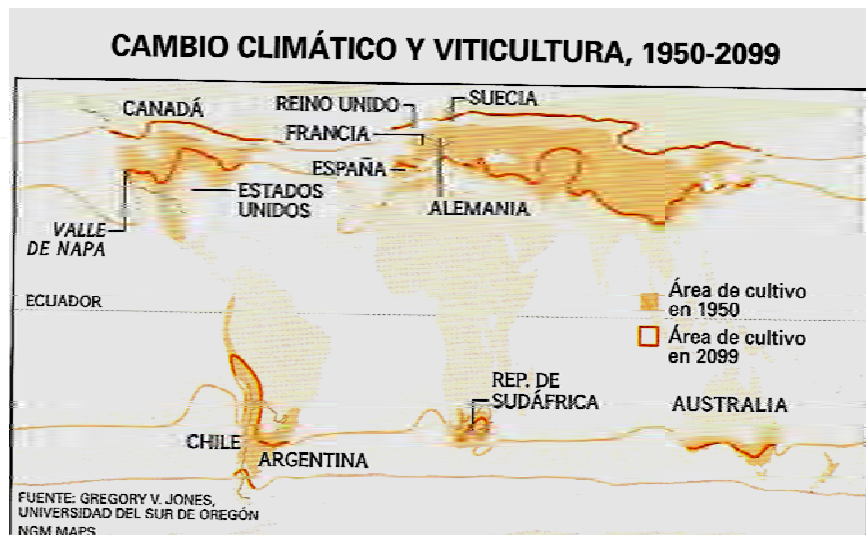 CAMBIO CLIMÁTICO Y VITICULTURA, 1950-2099
CANADÁ
REINO UNIDO
SUECIA
FRANCIA
ESPAÑA
ESTADOS
UNIDOS
ALEMANIA
VALLE
DE NAPA
ECUADOR
Área de cultivo
en 1950
Área de cultivo
en 2099
REP. DE
SUDÁFRICA
AUSTRALIA
CHILE
ARGENTINA
FUENTE: GREGORY V. JONES,
UNIVERSIDAD DEL SUR DE OREGÓN
NGM MAPS